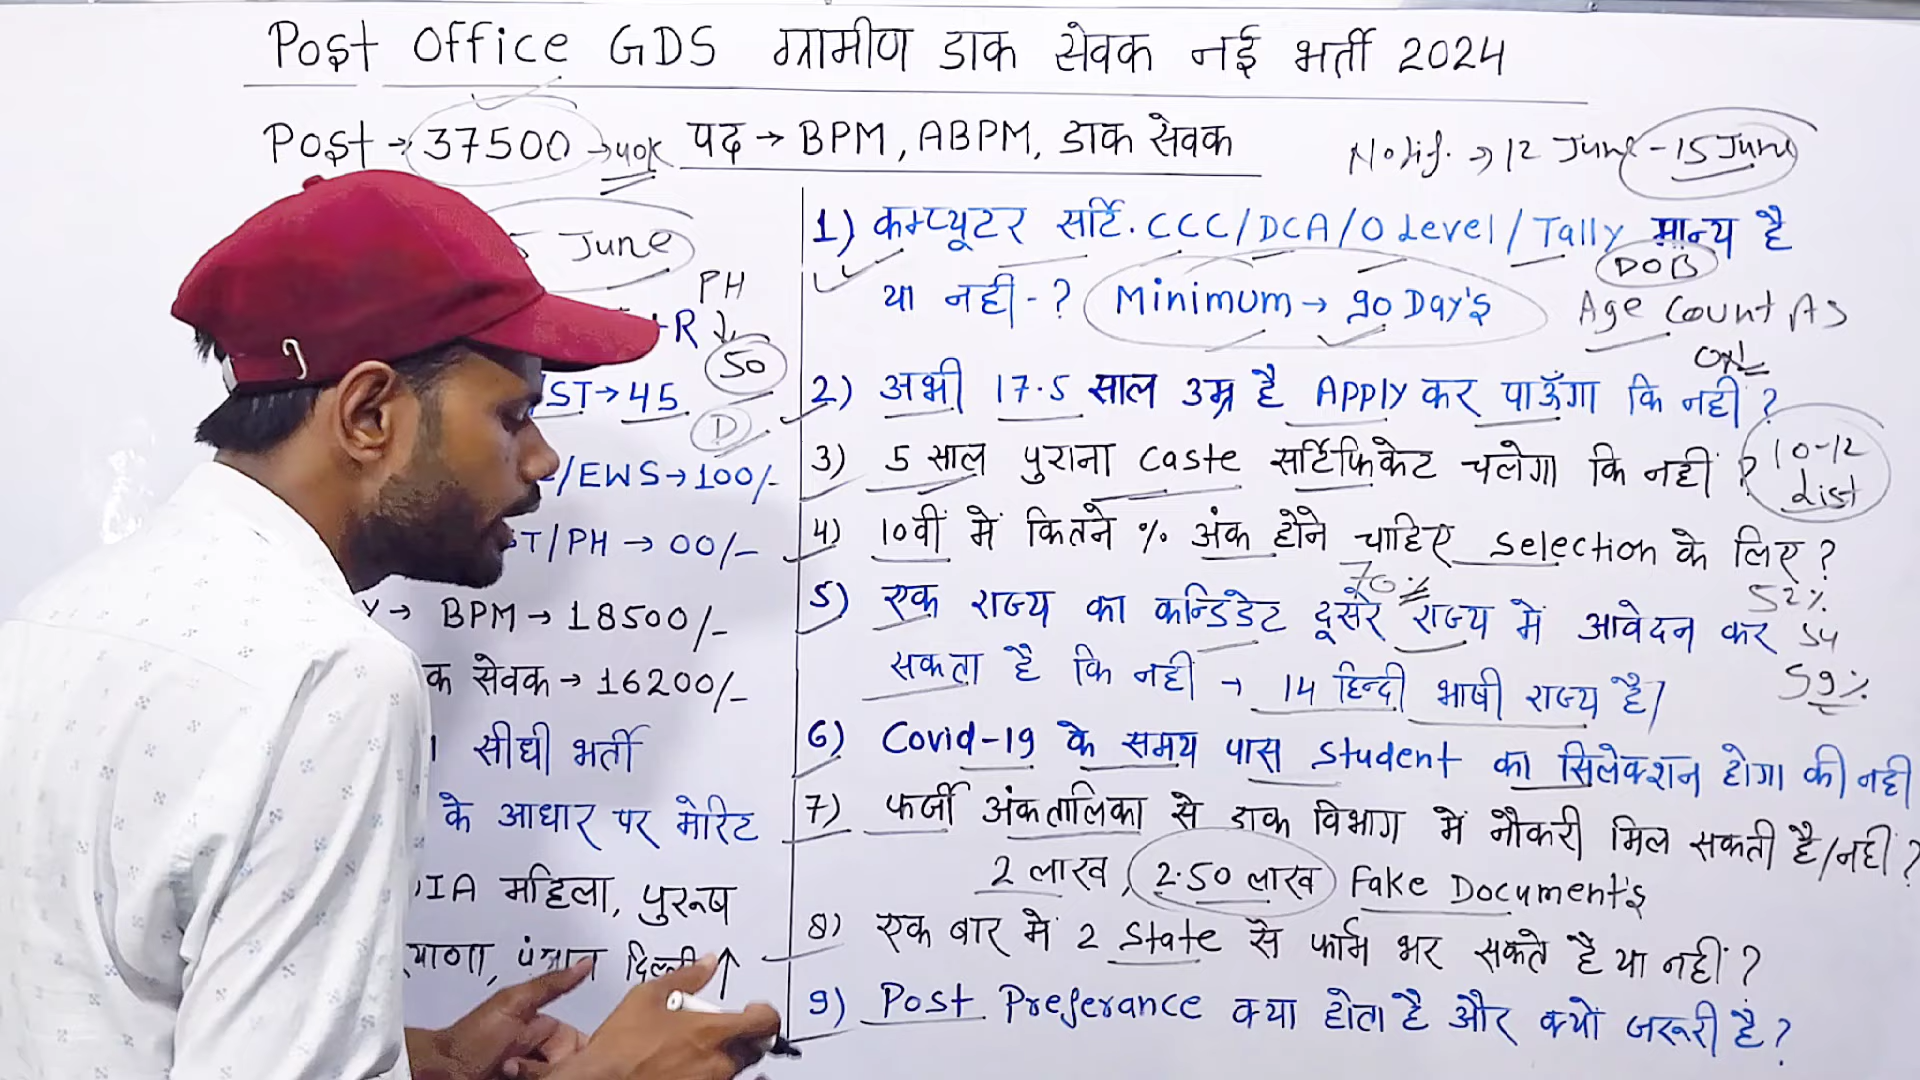 Post Office GDS ग्रामीण डाक सेवक नई भर्ती 2024
Post → 37500 → 40K पद → BPM, ABPM, डाक सेवक
Notif. → 12 June - 15 June
5 June
PH
+R
50
ST → 45
D
/EWS → 100/-
ST/PH → 00/-
Y → BPM → 18500/-
क सेवक → 16200/-
सीधी भर्ती
के आधार पर मेरिट
IA महिला, पुरूष
दिल्ली ↑
1) कम्प्यूटर सर्टि. CCC/DCA/O Level/Tally मान्य है
या नही - ? Minimum → 90 Day's
DOB
Age Count As
on
2) अभी 17.5 साल उम्र है Apply कर पाऊँगा कि नही ?
3) 5 साल पुराना Caste सर्टिफिकेट चलेगा कि नहीं ?
10-12
List
4) 10वीं में कितने % अंक होने चाहिए Selection के लिए ?
70%
52%
54
59%
5) एक राज्य का कन्डिडेट दूसरे राज्य में आवेदन कर
सकता है कि नही → 14 हिन्दी भाषी राज्य है/
6) Covid-19 के समय पास Student का सिलेक्शन होगा की नही
7) फर्जी अंकतालिका से डाक विभाग में नौकरी मिल सकती है/नहीं ?
2 लाख, 2.50 लाख Fake Document's
8) एक बार में 2 State से फॉर्म भर सकते है या नहीं ?
9) Post Preferance क्या होता है और क्यों जरूरी है ?